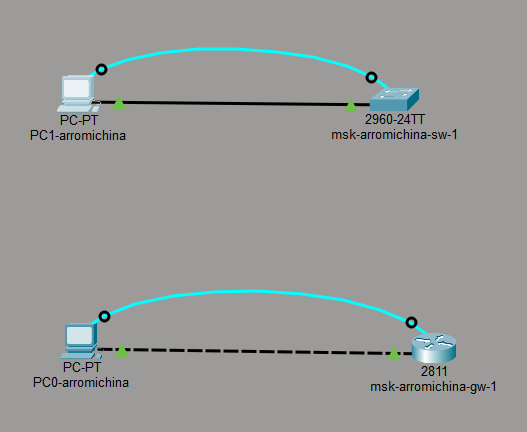 PC-PT
PC1-arromichina
2960-24TT
msk-arromichina-sw-1
PC-PT
PC0-arromichina
2811
msk-arromichina-gw-1